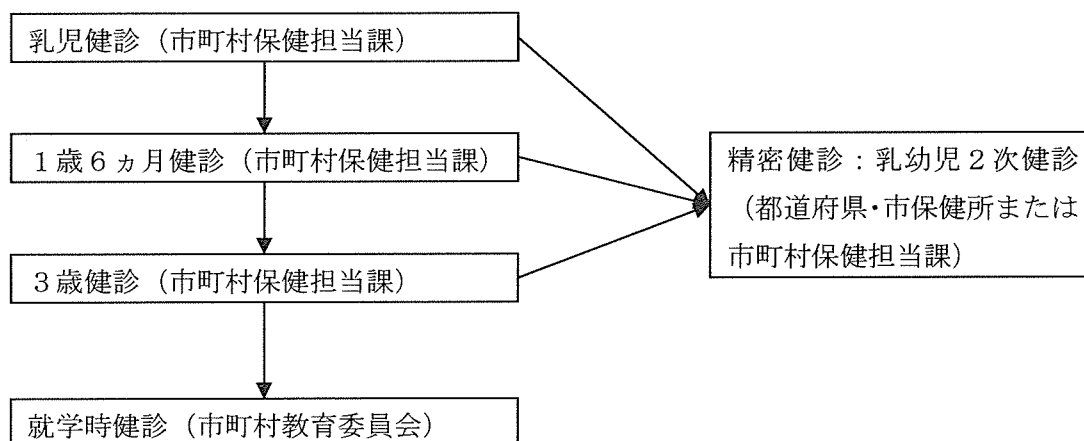 乳児健診（市町村保健担当課）
１歳６ヵ月健診（市町村保健担当課）
３歳健診（市町村保健担当課）
就学時健診（市町村教育委員会）
精密健診：乳幼児２次健診
（都道府県・市保健所または
市町村保健担当課）